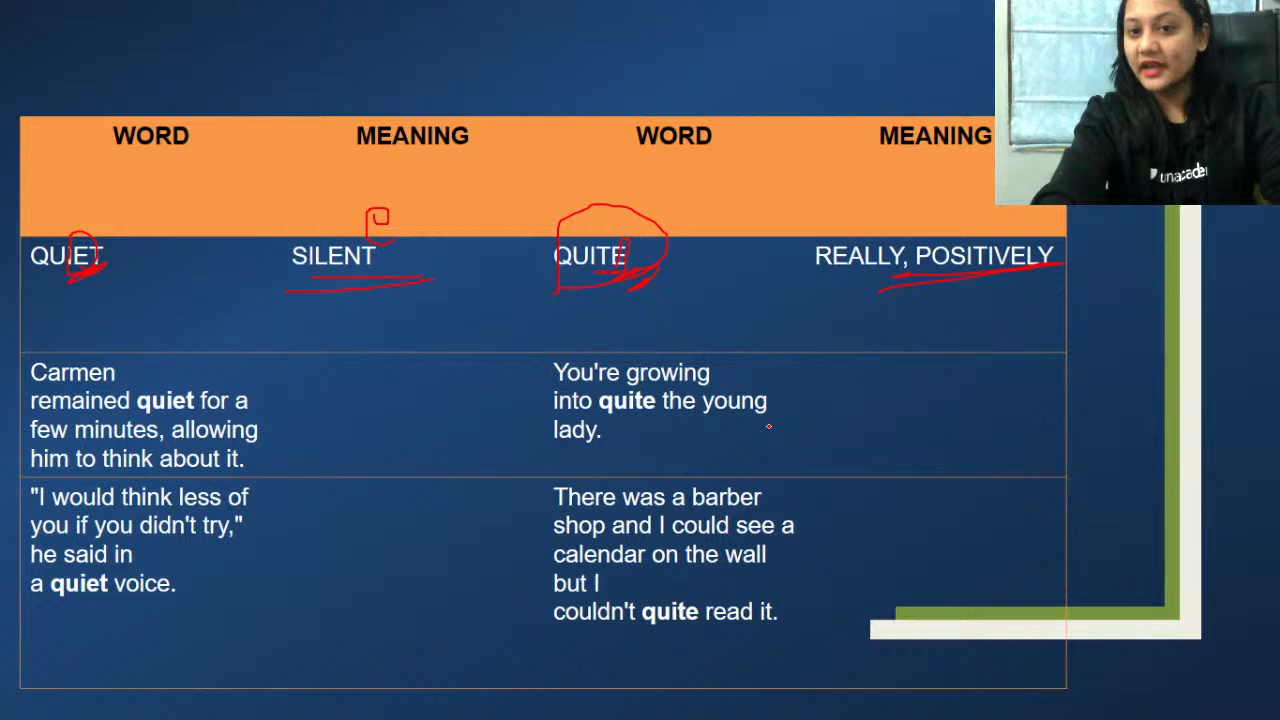 WORD MEANING WORD MEANING
QUIET SILENT QUITE REALLY, POSITIVELY
Carmen
remained quiet for a
few minutes, allowing
him to think about it.
You're growing
into quite the young
lady.
"I would think less of
you if you didn't try,"
he said in
a quiet voice.
There was a barber
shop and I could see a
calendar on the wall
but I
couldn't quite read it.